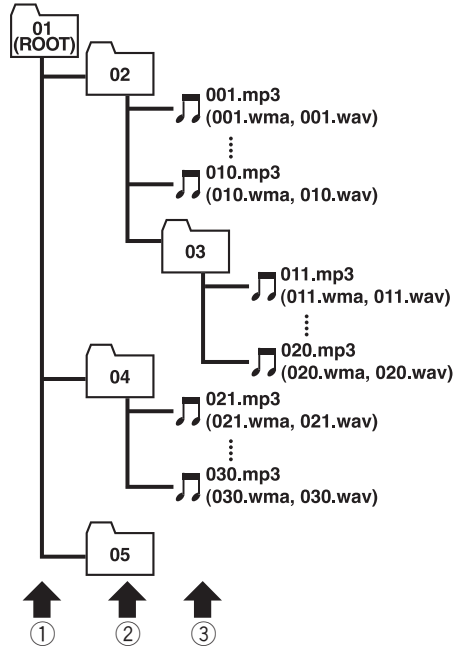 01
(ROOT)
02
001.mp3
(001.wma, 001.wav)
010.mp3
(010.wma, 010.wav)
03
011.mp3
(011.wma, 011.wav)
020.mp3
(020.wma, 020.wav)
04
021.mp3
(021.wma, 021.wav)
030.mp3
(030.wma, 030.wav)
05
① ② ③